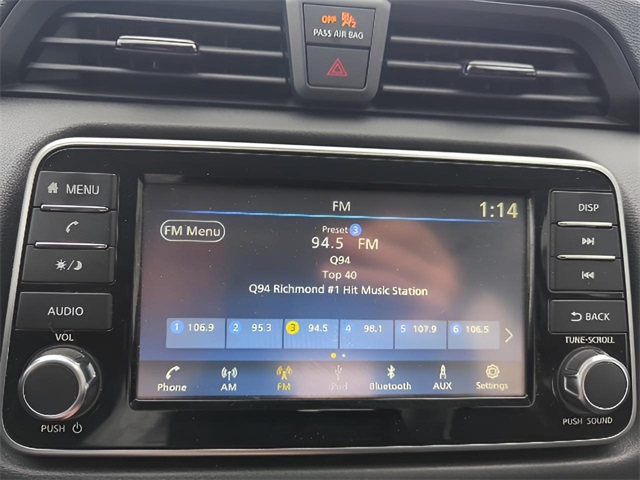 OFF 2
PASS AIR BAG
MENU
FM
1:14
DISP
FM Menu
Preset 3
94.5 FM
Q94
Top 40
Q94 Richmond #1 Hit Music Station
AUDIO
BACK
1 106.9 2 95.3 3 94.5 4 98.1 5 107.9 6 106.5
VOL
TUNE·SCROLL
Phone AM FM iPod Bluetooth AUX Settings
PUSH
PUSH SOUND